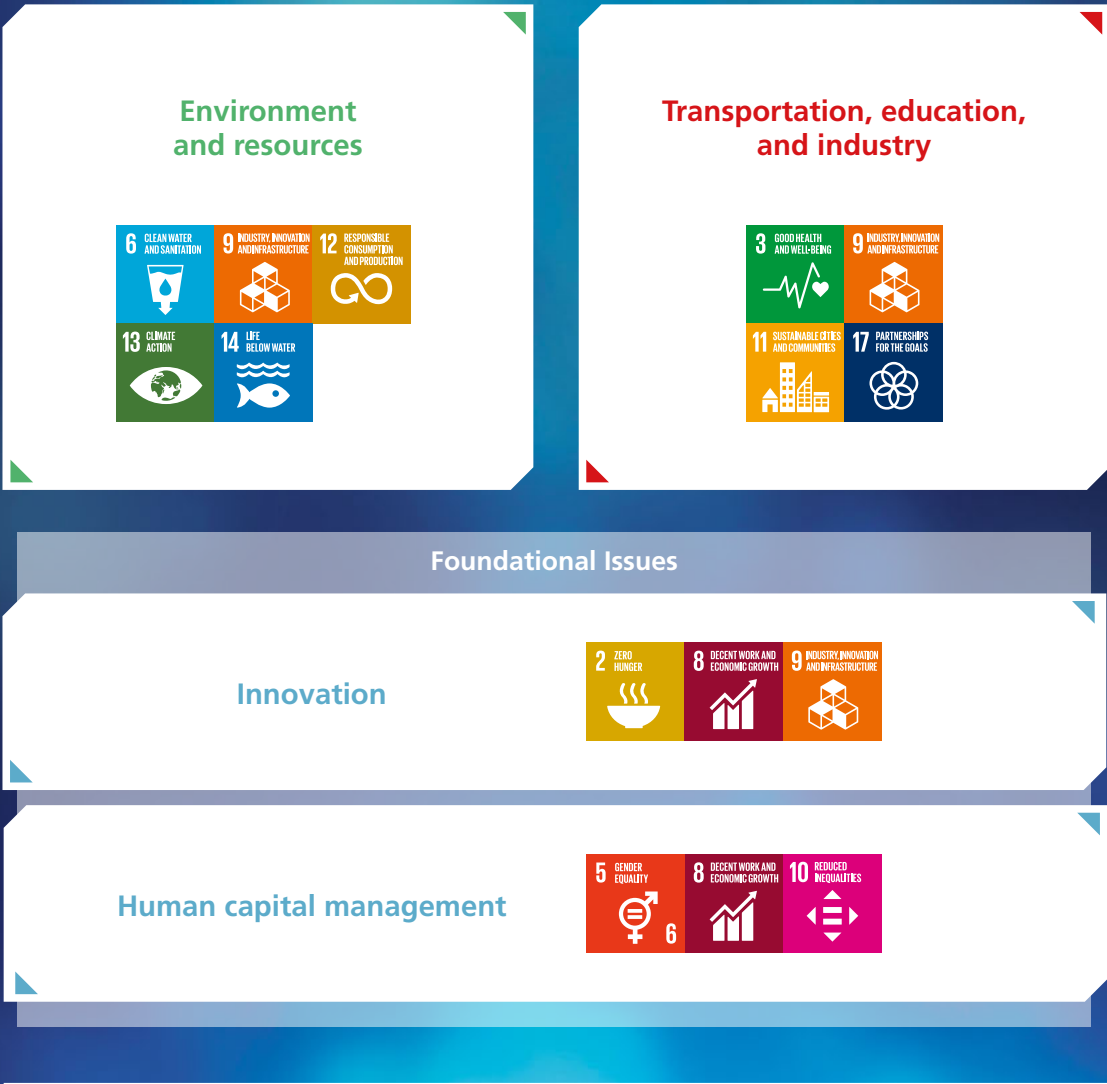 Environment
and resources
6 CLEAN WATER
AND SANITATION
9 INDUSTRY, INNOVATION
AND INFRASTRUCTURE
12 RESPONSIBLE
CONSUMPTION
AND PRODUCTION
13 CLIMATE
ACTION
14 LIFE
BELOW WATER
Transportation, education,
and industry
3 GOOD HEALTH
AND WELL-BEING
9 INDUSTRY, INNOVATION
AND INFRASTRUCTURE
11 SUSTAINABLE CITIES
AND COMMUNITIES
17 PARTNERSHIPS
FOR THE GOALS
Foundational Issues
Innovation
2 ZERO
HUNGER
8 DECENT WORK AND
ECONOMIC GROWTH
9 INDUSTRY, INNOVATION
AND INFRASTRUCTURE
Human capital management
5 GENDER
EQUALITY
6
8 DECENT WORK AND
ECONOMIC GROWTH
10 REDUCED
INEQUALITIES